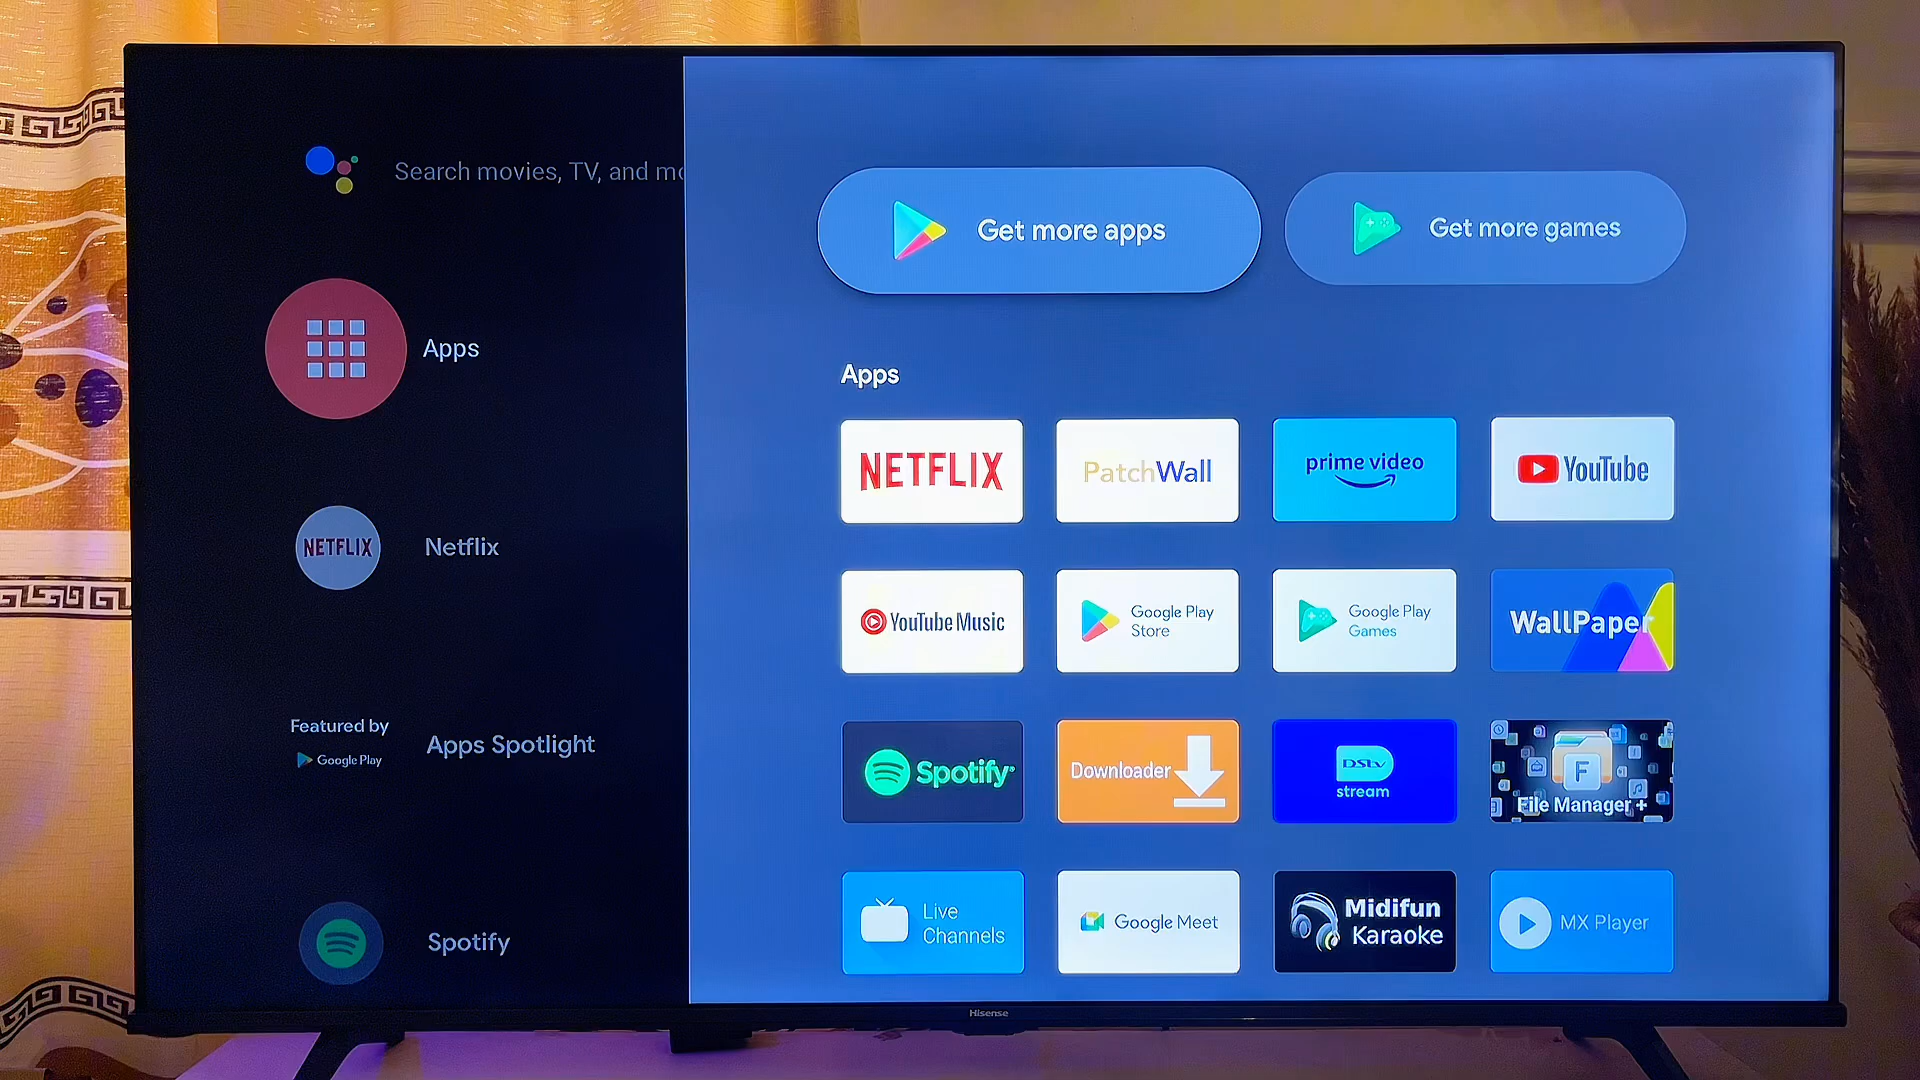 Search movies, TV, and mo
Apps
NETFLIX
Netflix
Featured by
Google Play
Apps Spotlight
Spotify
Get more apps
Get more games
Apps
NETFLIX
PatchWall
prime video
YouTube
YouTube Music
Google Play
Store
Google Play
Games
WallPaper
Spotify
Downloader
DStv
stream
F
File Manager +
Live
Channels
Google Meet
Midifun
Karaoke
MX Player
Hisense